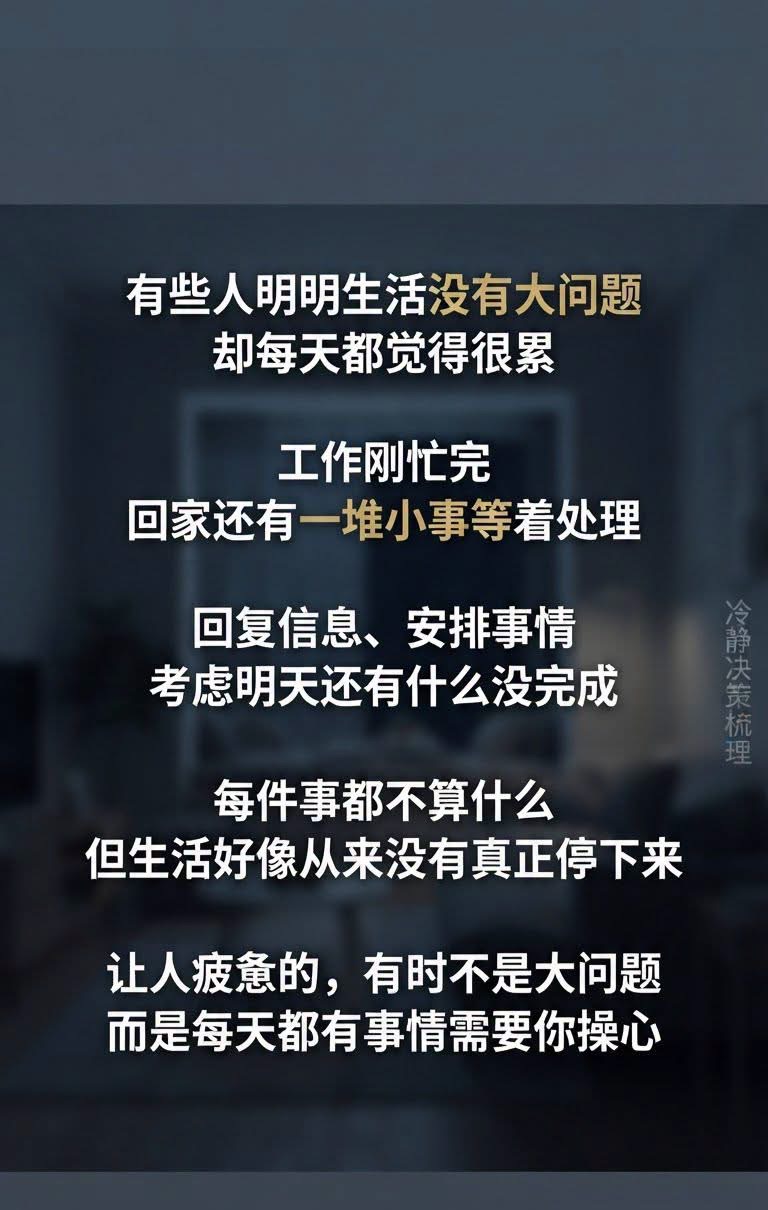 有些人明明生活没有大问题
却每天都觉得很累
工作刚忙完
回家还有一堆小事等着处理
回复信息、安排事情
考虑明天还有什么没完成
每件事都不算什么
但生活好像从来没有真正停下来
让人疲惫的，有时不是大问题
而是每天都有事情需要你操心
冷静决策梳理